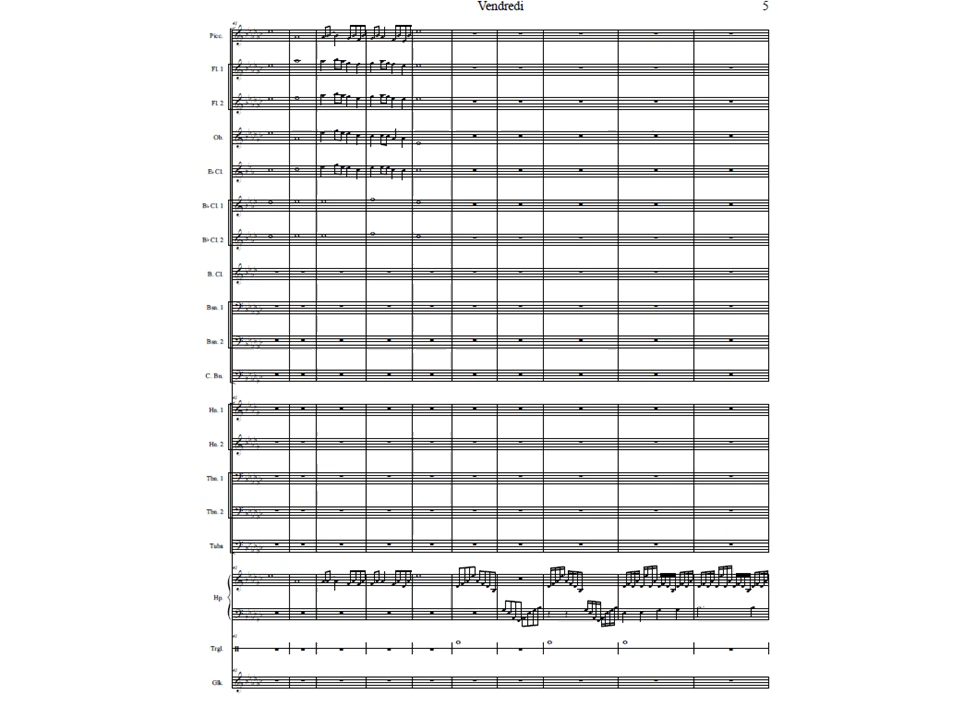 Vendredi 5
Picc.
Fl 1
Fl 2
Ob.
E♭ Cl.
B♭ Cl. 1
B♭ Cl. 2
B. Cl.
Bsn. 1
Bsn. 2
C. Bn.
Hn. 1
Hn. 2
Tbn. 1
Tbn. 2
Tuba
Hp.
Trgl.
Glk.